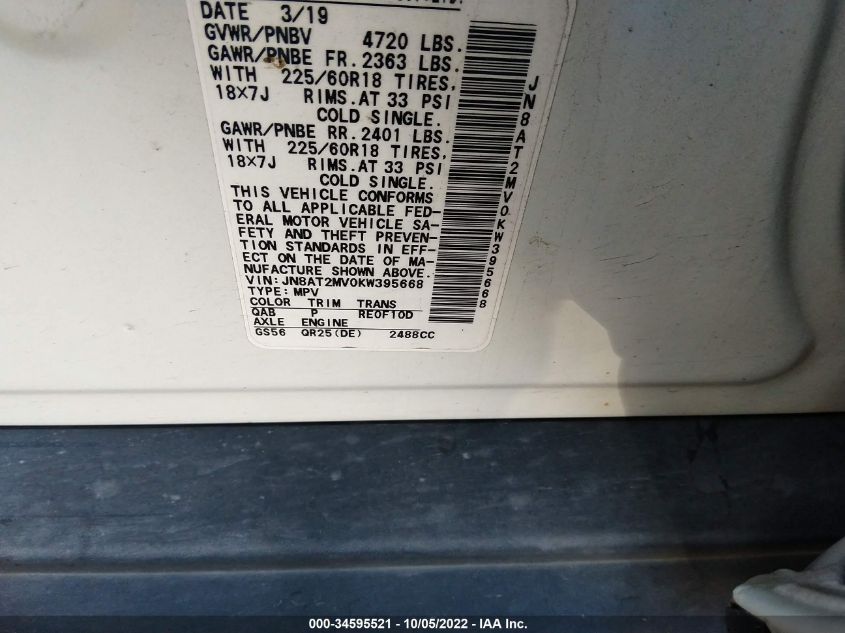 DATE 3/19
GVWR/PNBV 4720 LBS.
GAWR/PNBE FR. 2363 LBS.
WITH 225/60R18 TIRES,
18X7J RIMS. AT 33 PSI
COLD SINGLE.
GAWR/PNBE RR. 2401 LBS.
WITH 225/60R18 TIRES,
18X7J RIMS. AT 33 PSI
COLD SINGLE.
THIS VEHICLE CONFORMS
TO ALL APPLICABLE FED-
ERAL MOTOR VEHICLE SA-
FETY AND THEFT PREVEN-
TION STANDARDS IN EFF-
ECT ON THE DATE OF MA-
NUFACTURE SHOWN ABOVE.
VIN:JN8AT2MV0KW395668
TYPE:MPV
COLOR TRIM TRANS
QAB P RE0F10D
AXLE ENGINE
GS56 QR25(DE) 2488CC
JN8AT2MV0KW395668
000-34595521 - 10/05/2022 - IAA Inc.